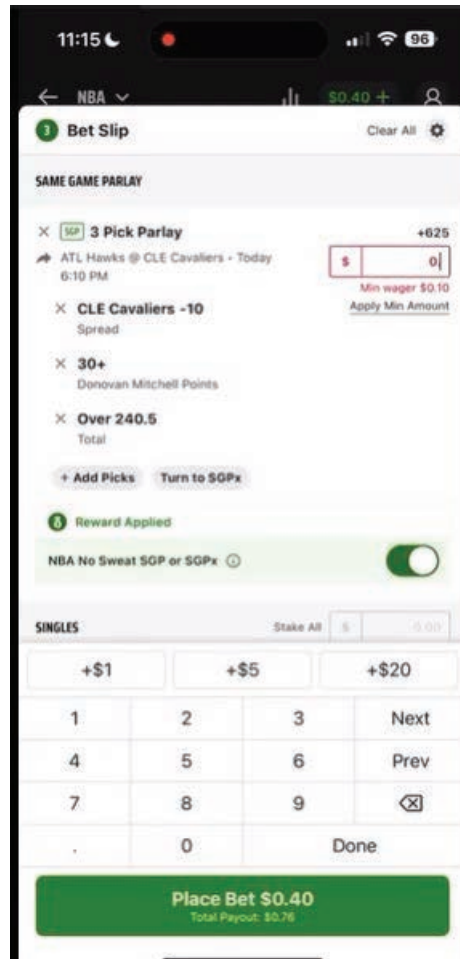 11:15
96
NBA
$0.40 +
3 Bet Slip
Clear All
SAME GAME PARLAY
SGP 3 Pick Parlay
+625
ATL Hawks @ CLE Cavaliers - Today
6:10 PM
$ 0
Min wager $0.10
Apply Min Amount
CLE Cavaliers -10
Spread
30+
Donovan Mitchell Points
Over 240.5
Total
+ Add Picks
Turn to SGPx
Reward Applied
NBA No Sweat SGP or SGPx
SINGLES
Stake All
$ 0.00
+$1
+$5
+$20
1
2
3
Next
4
5
6
Prev
7
8
9
.
0
Done
Place Bet $0.40
Total Payout: $0.76